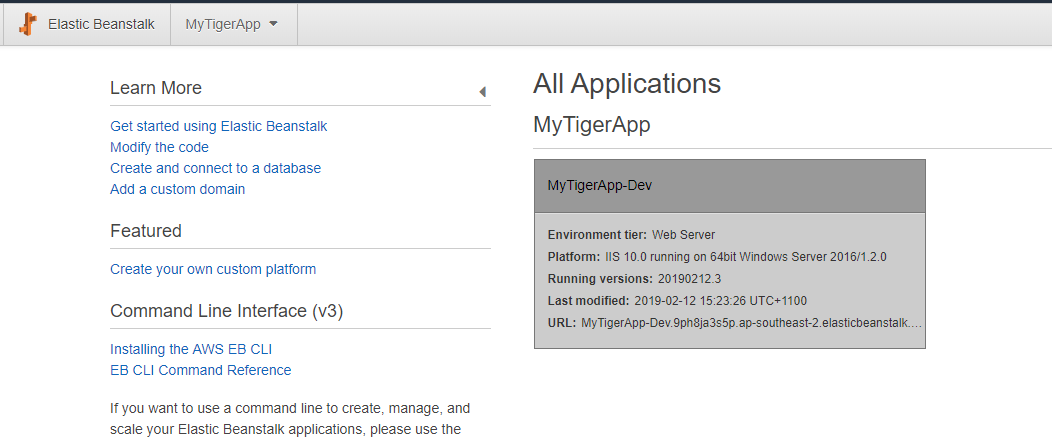 Elastic Beanstalk
MyTigerApp
Learn More
Get started using Elastic Beanstalk
Modify the code
Create and connect to a database
Add a custom domain
Featured
Create your own custom platform
Command Line Interface (v3)
Installing the AWS EB CLI
EB CLI Command Reference
If you want to use a command line to create, manage, and
scale your Elastic Beanstalk applications, please use the
All Applications
MyTigerApp
MyTigerApp-Dev
Environment tier: Web Server
Platform: IIS 10.0 running on 64bit Windows Server 2016/1.2.0
Running versions: 20190212.3
Last modified: 2019-02-12 15:23:26 UTC+1100
URL: MyTigerApp-Dev.9ph8ja3s5p.ap-southeast-2.elasticbeanstalk....